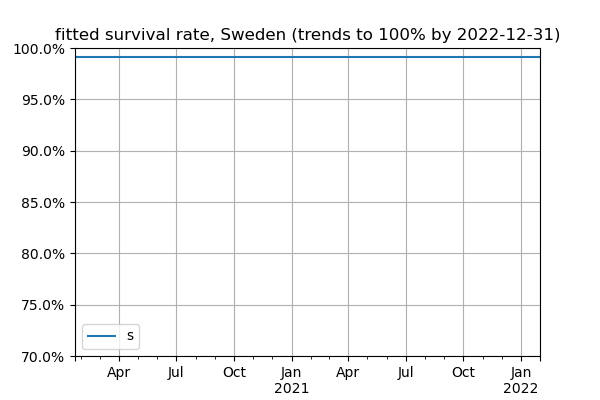 fitted survival rate, Sweden (trends to 100% by 2022-12-31)
100.0%
95.0%
90.0%
85.0%
80.0%
75.0%
70.0%
s
Apr Jul Oct Jan Apr Jul Oct Jan
2021 2022